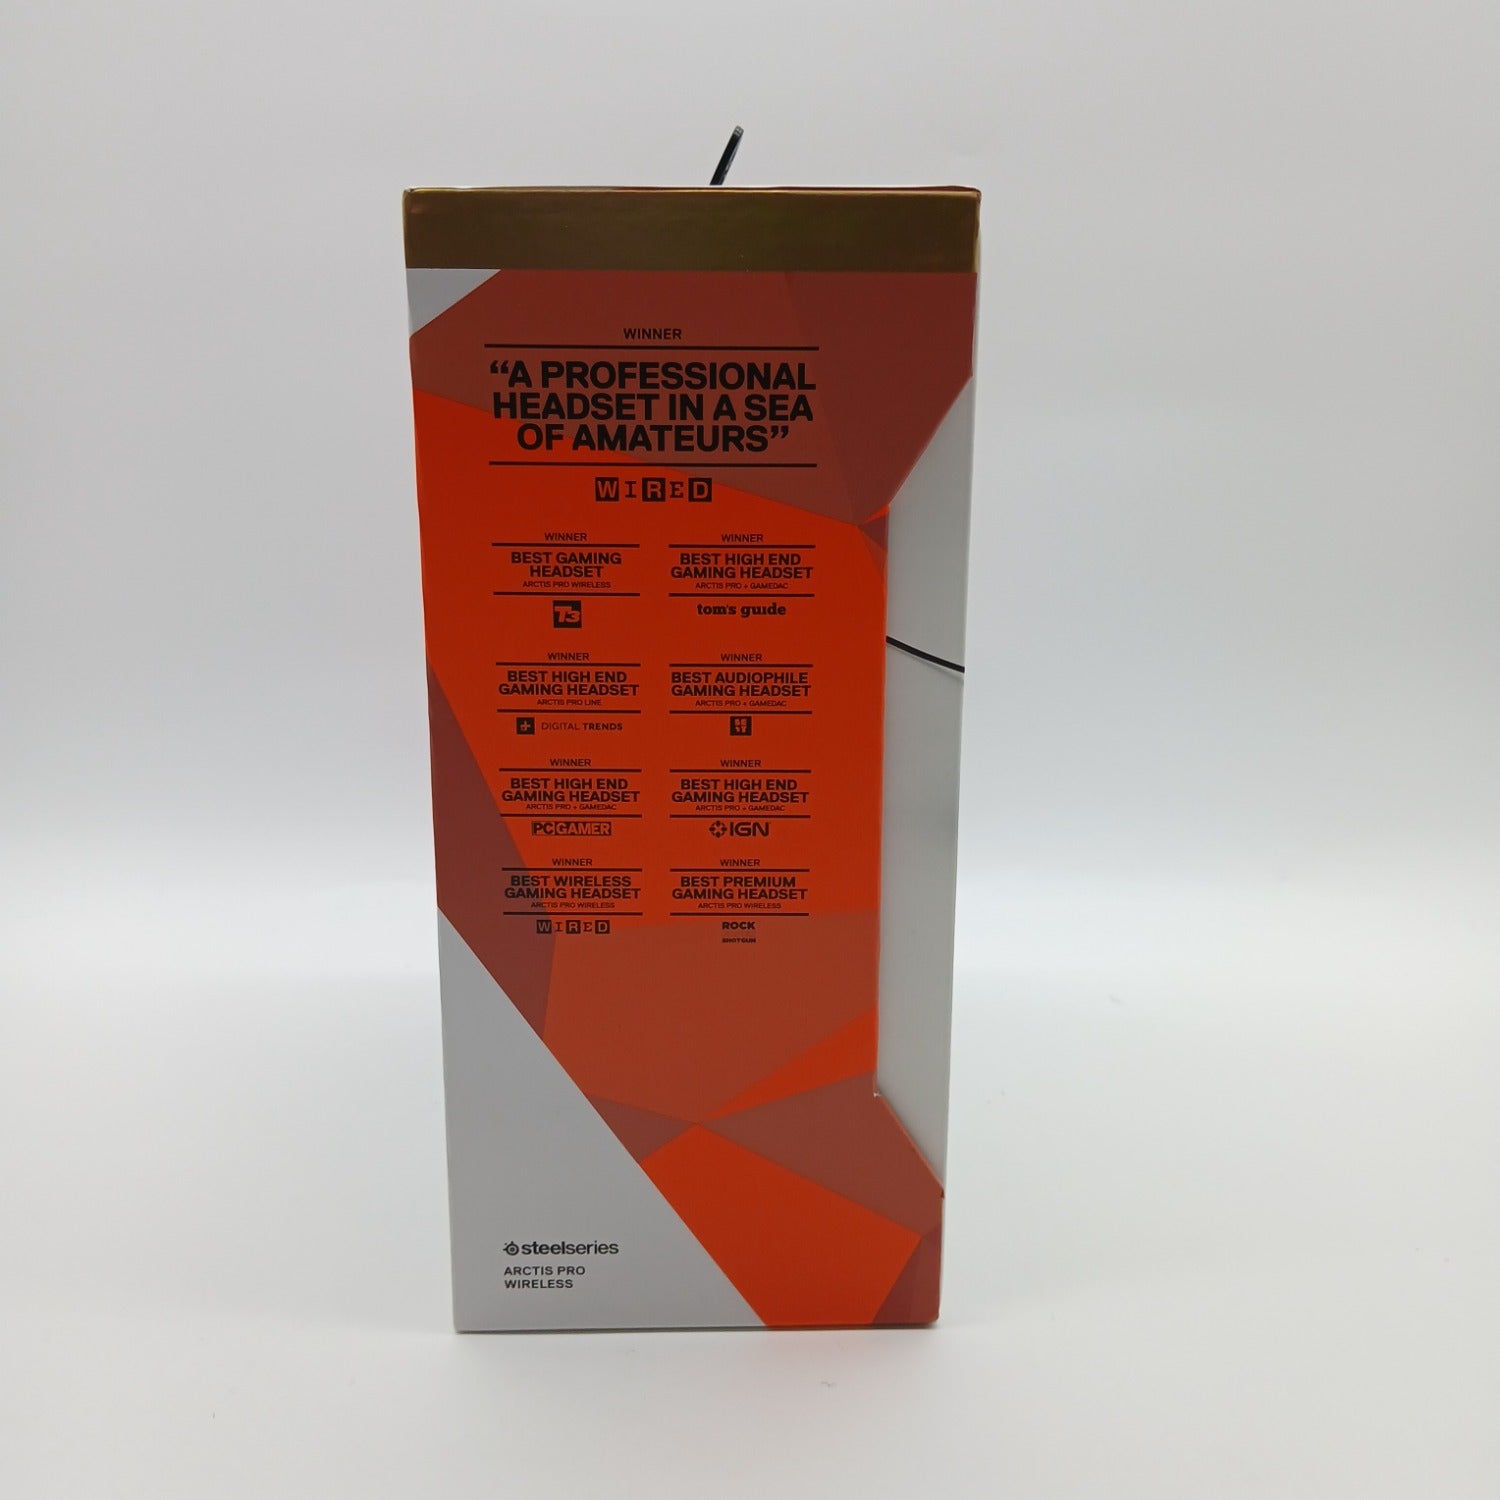 WINNER
“A PROFESSIONAL
HEADSET IN A SEA
OF AMATEURS”
WIRED
WINNER
BEST GAMING
HEADSET
ARCTIS PRO WIRELESS
T3
WINNER
BEST HIGH END
GAMING HEADSET
ARCTIS PRO + GAMEDAC
tom's guide
WINNER
BEST HIGH END
GAMING HEADSET
ARCTIS PRO LINE
DIGITAL TRENDS
WINNER
BEST AUDIOPHILE
GAMING HEADSET
ARCTIS PRO + GAMEDAC
WINNER
BEST HIGH END
GAMING HEADSET
ARCTIS PRO + GAMEDAC
PCGAMER
WINNER
BEST HIGH END
GAMING HEADSET
ARCTIS PRO + GAMEDAC
IGN
WINNER
BEST WIRELESS
GAMING HEADSET
ARCTIS PRO WIRELESS
WIRED
WINNER
BEST PREMIUM
GAMING HEADSET
ARCTIS PRO WIRELESS
ROCK
SHOTGUN
steelseries
ARCTIS PRO
WIRELESS